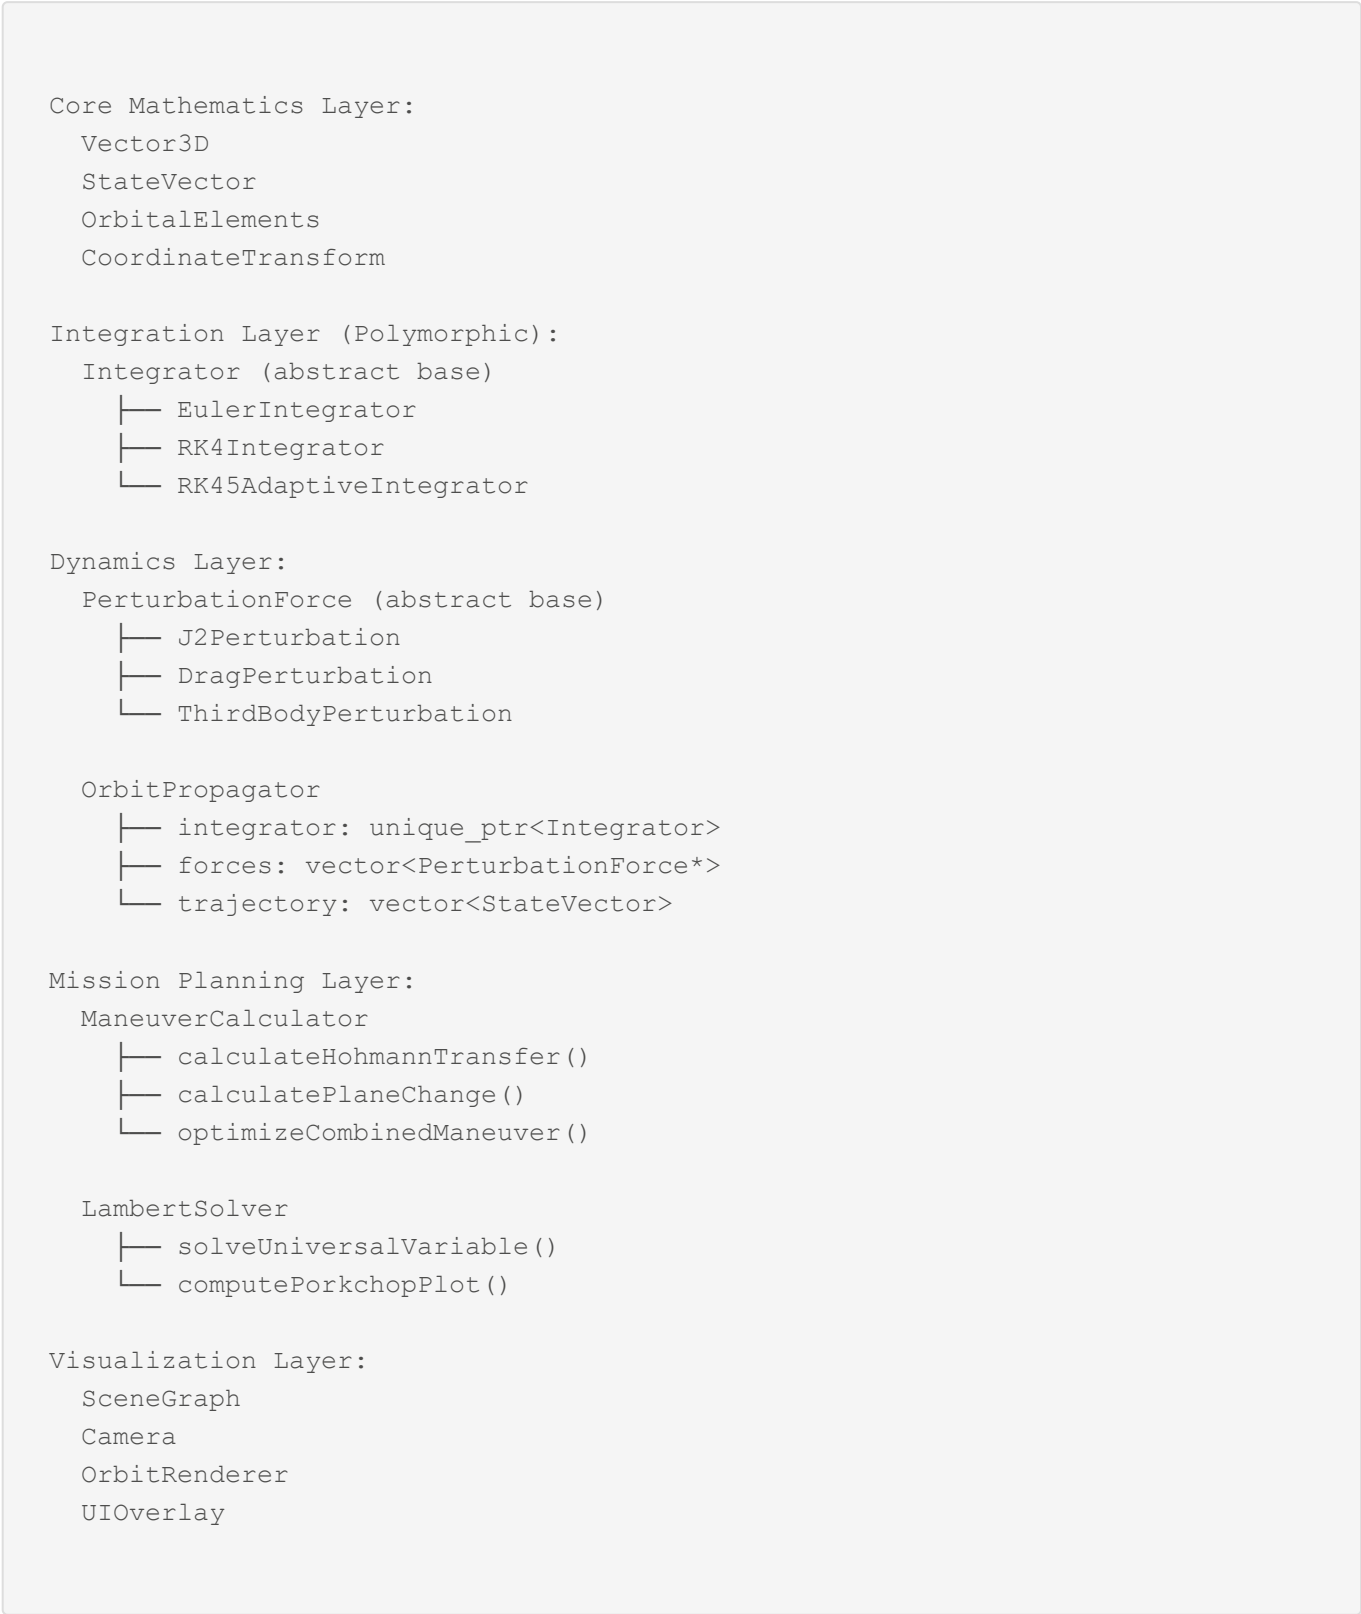 Core Mathematics Layer:
  Vector3D
  StateVector
  OrbitalElements
  CoordinateTransform
Integration Layer (Polymorphic):
  Integrator (abstract base)
    ├── EulerIntegrator
    ├── RK4Integrator
    └── RK45AdaptiveIntegrator
Dynamics Layer:
  PerturbationForce (abstract base)
    ├── J2Perturbation
    ├── DragPerturbation
    └── ThirdBodyPerturbation
  OrbitPropagator
    ├── integrator: unique_ptr<Integrator>
    ├── forces: vector<PerturbationForce*>
    └── trajectory: vector<StateVector>
Mission Planning Layer:
  ManeuverCalculator
    ├── calculateHohmannTransfer()
    ├── calculatePlaneChange()
    └── optimizeCombinedManeuver()
  LambertSolver
    ├── solveUniversalVariable()
    └── computePorkchopPlot()
Visualization Layer:
  SceneGraph
  Camera
  OrbitRenderer
  UIOverlay